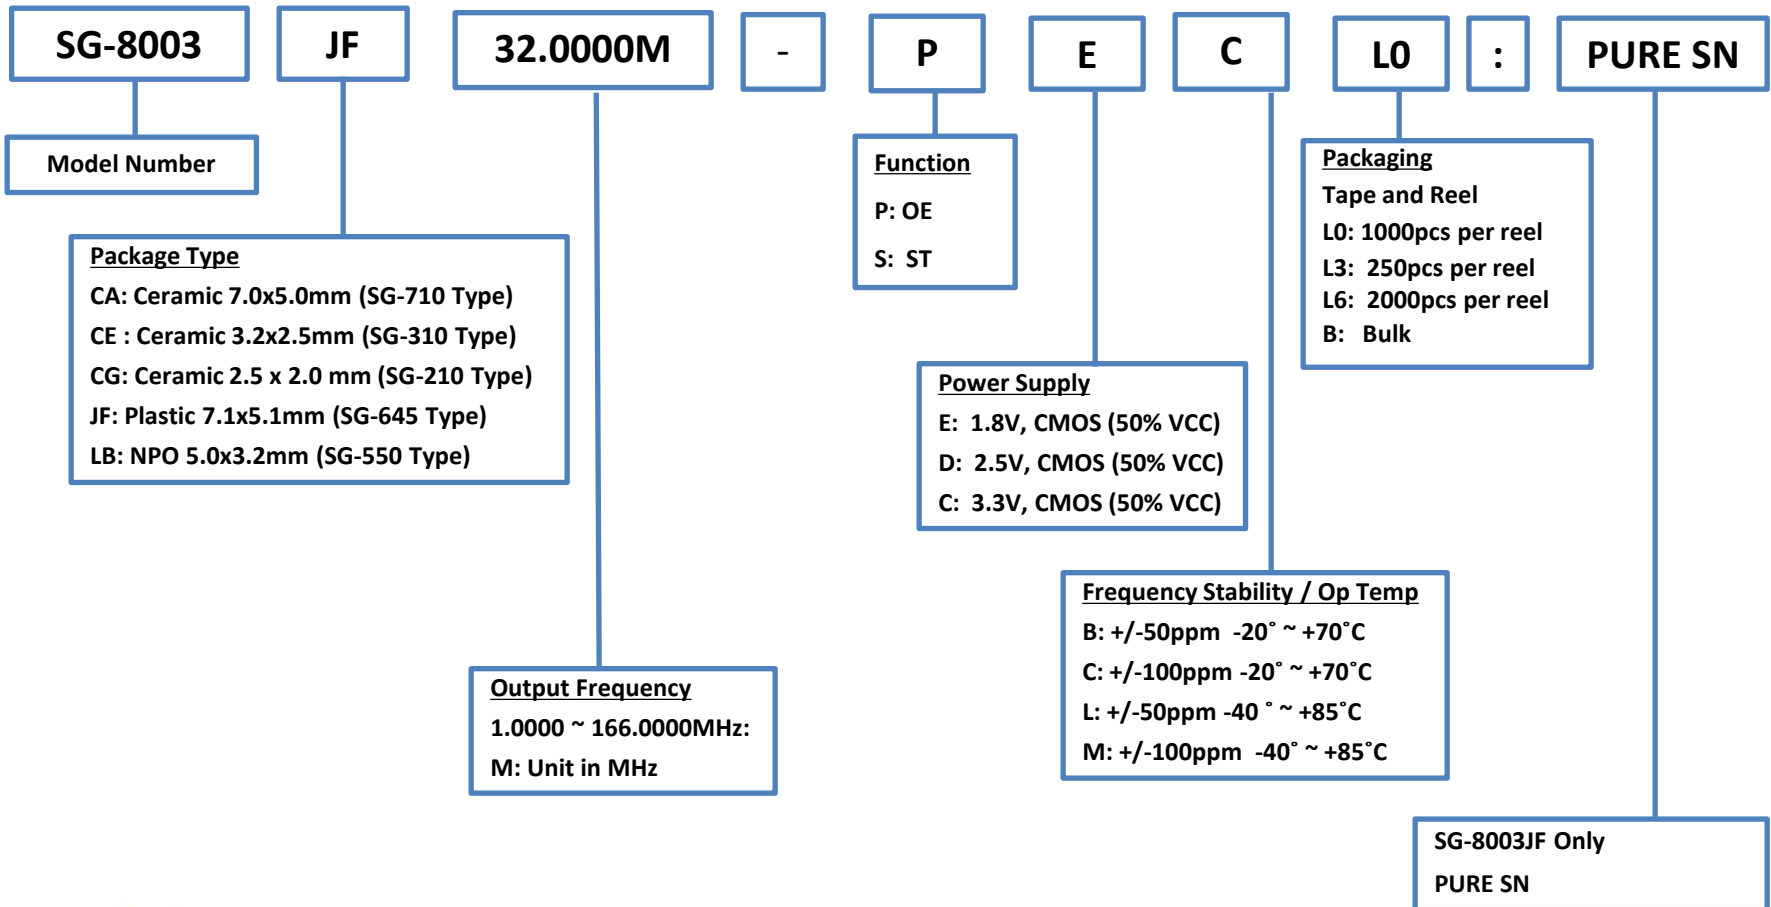 SG-8003 JF 32.0000M - P E C L0 : PURE SN
Model Number
Package Type
CA: Ceramic 7.0x5.0mm (SG-710 Type)
CE : Ceramic 3.2x2.5mm (SG-310 Type)
CG: Ceramic 2.5 x 2.0 mm (SG-210 Type)
JF: Plastic 7.1x5.1mm (SG-645 Type)
LB: NPO 5.0x3.2mm (SG-550 Type)
Output Frequency
1.0000 ~ 166.0000MHz:
M: Unit in MHz
Function
P: OE
S: ST
Power Supply
E: 1.8V, CMOS (50% VCC)
D: 2.5V, CMOS (50% VCC)
C: 3.3V, CMOS (50% VCC)
Frequency Stability / Op Temp
B: +/-50ppm -20˚ ~ +70˚C
C: +/-100ppm -20˚ ~ +70˚C
L: +/-50ppm -40 ˚ ~ +85˚C
M: +/-100ppm -40˚ ~ +85˚C
Packaging
Tape and Reel
L0: 1000pcs per reel
L3: 250pcs per reel
L6: 2000pcs per reel
B: Bulk
SG-8003JF Only
PURE SN